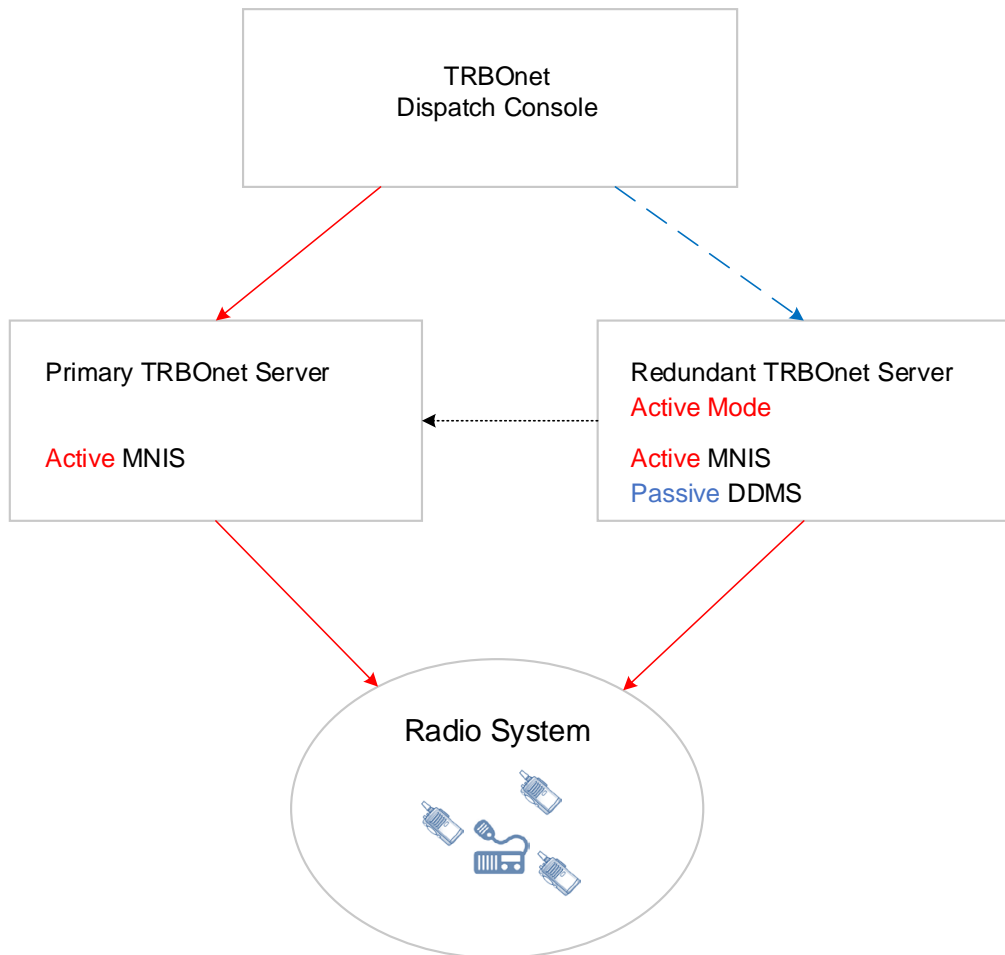 TRBOnet
Dispatch Console
Primary TRBOnet Server
Active MNIS
Redundant TRBOnet Server
Active Mode
Active MNIS
Passive DDMS
Radio System